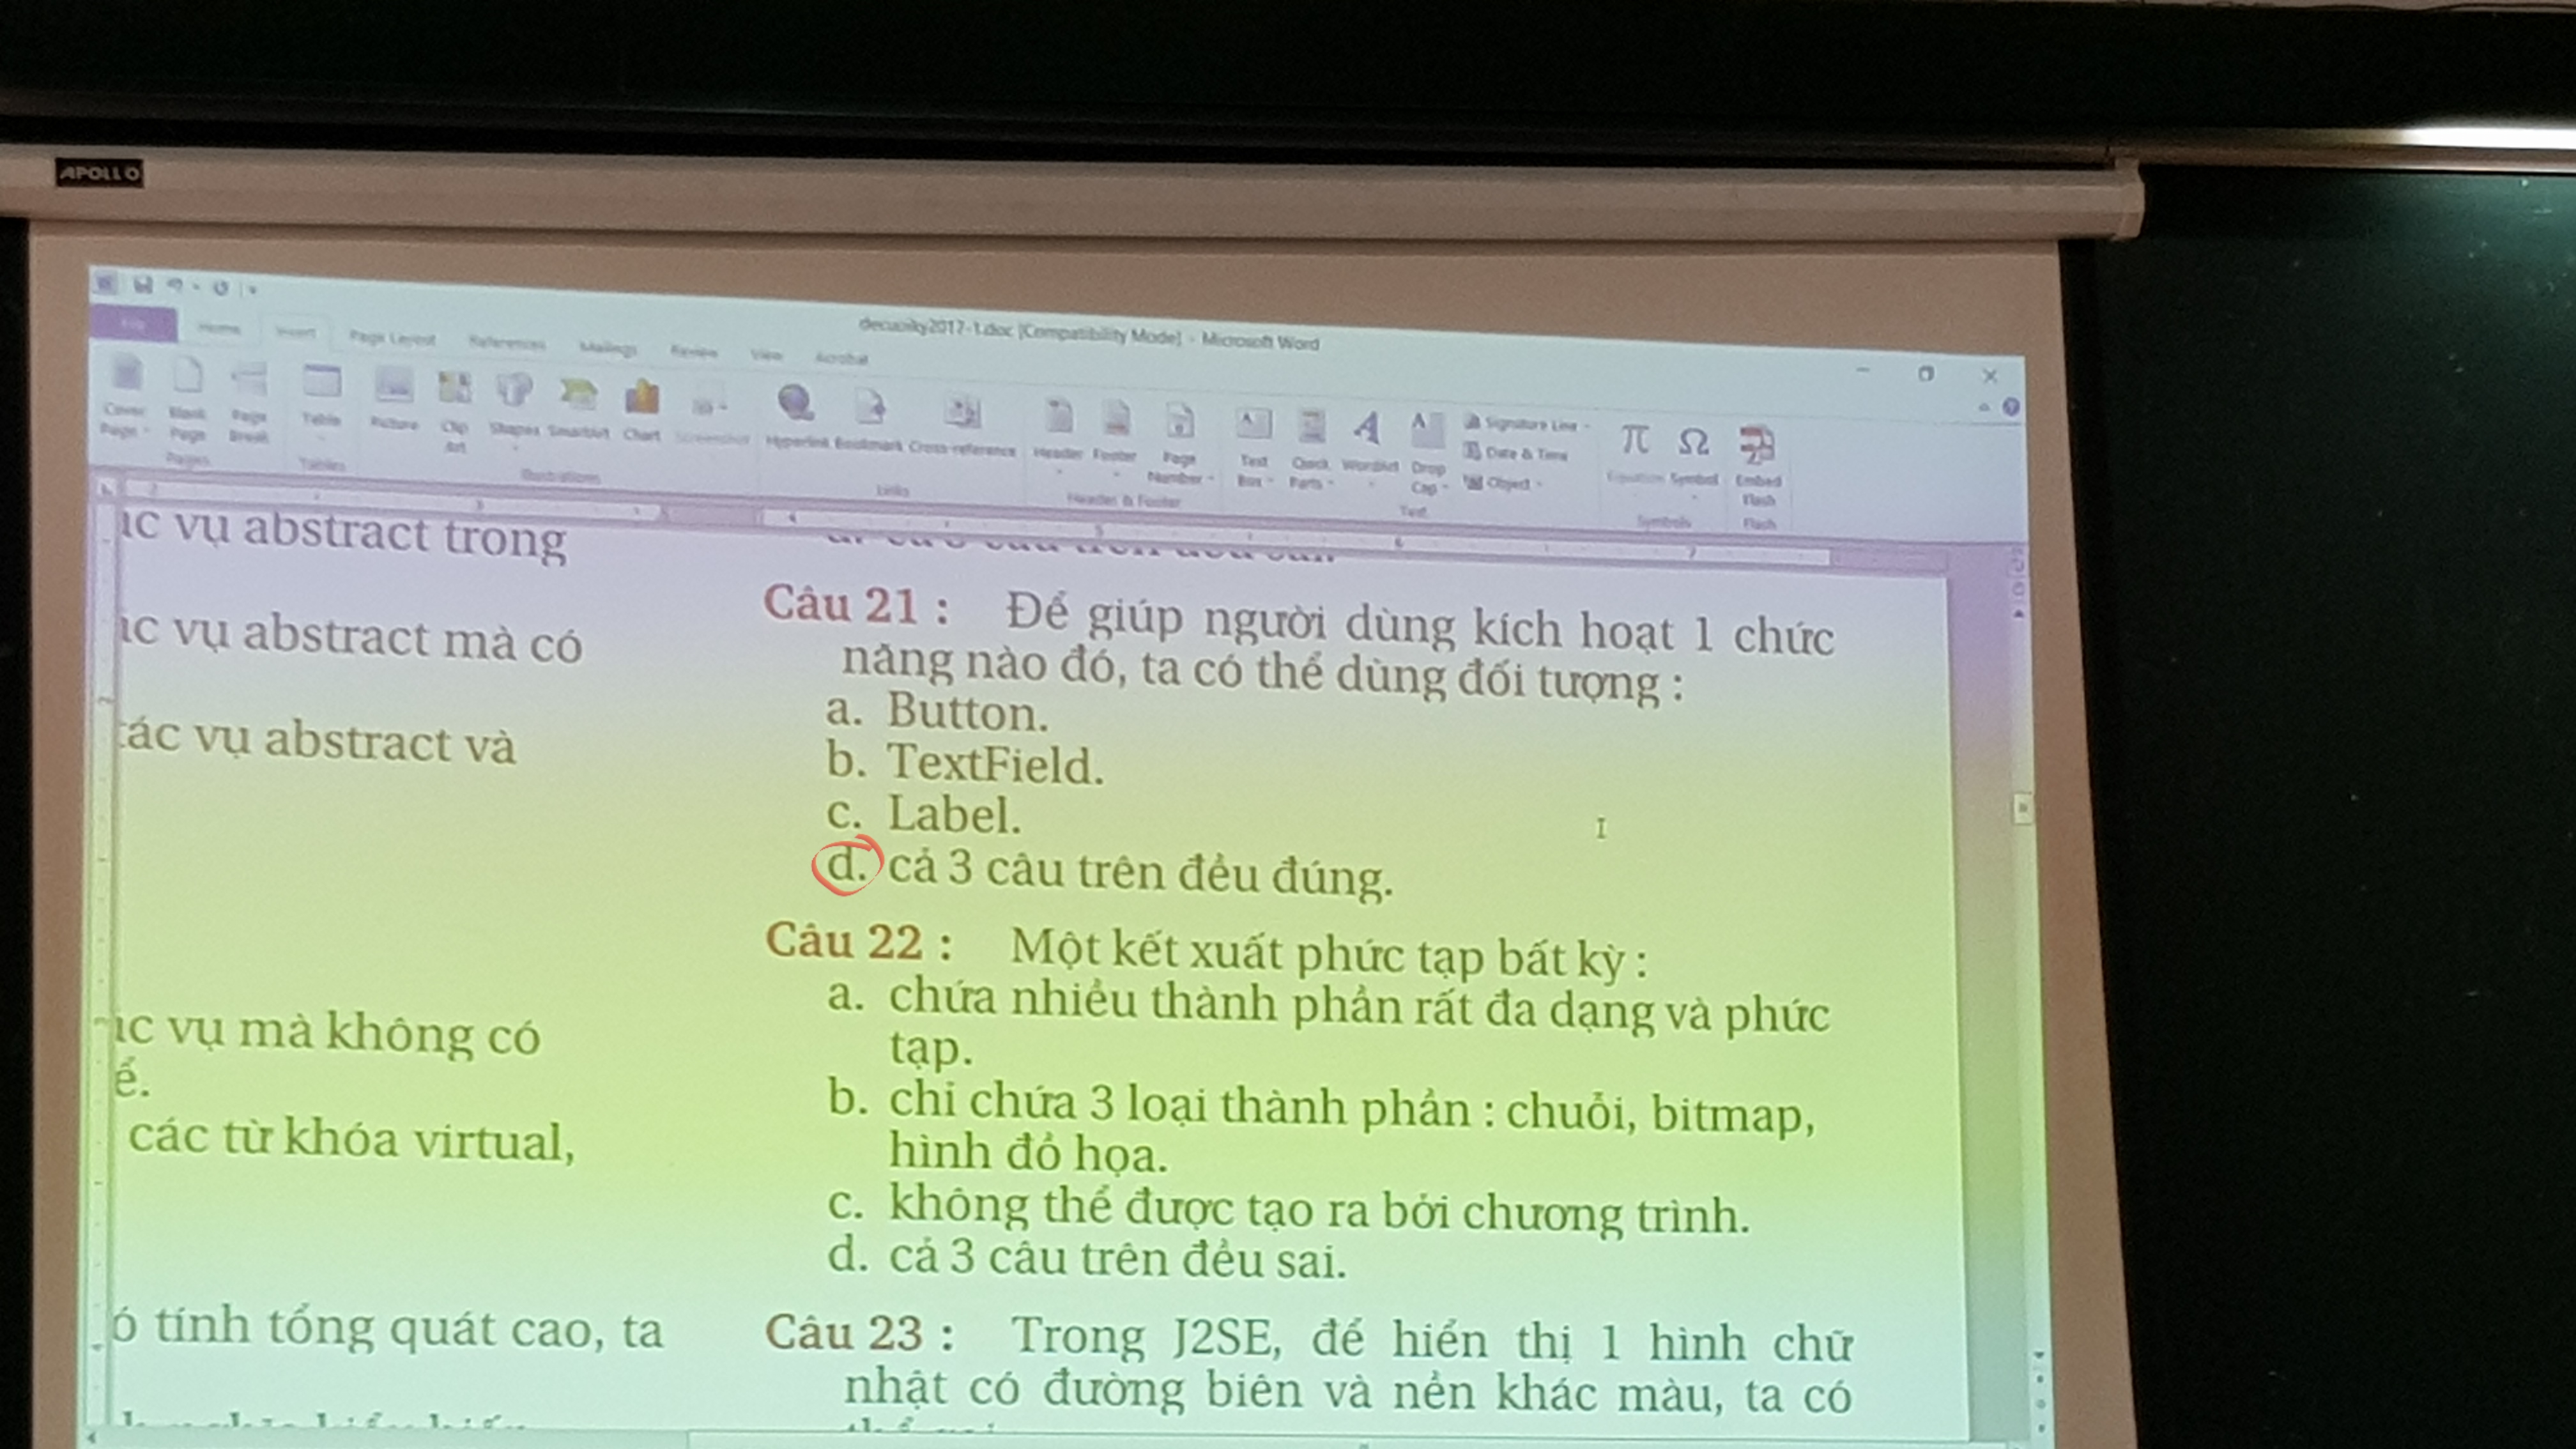 APOLLO
decuoiky2017-1.doc [Compatibility Mode] - Microsoft Word
File Home Insert Page Layout References Mailings Review View Acrobat
Cover Page
Blank Page
Page Break
Table
Picture
Clip Art
Shapes
SmartArt
Chart
Screenshot
Hyperlink
Bookmark
Cross-reference
Header
Footer
Page Number
Text Box
Quick Parts
WordArt
Drop Cap
Signature Line
Date & Time
Object
Equation
Symbol
Embed Flash
Pages
Tables
Illustrations
Links
Header & Footer
Text
Symbols
Flash
ác vụ abstract trong
ác vụ abstract mà có
tác vụ abstract và
ác vụ mà không có
ể.
các từ khóa virtual,
ó tính tổng quát cao, ta
Câu 21 : Để giúp người dùng kích hoạt 1 chức
năng nào đó, ta có thể dùng đối tượng :
a. Button.
b. TextField.
c. Label.
d. cả 3 câu trên đều đúng.
Câu 22 : Một kết xuất phức tạp bất kỳ :
a. chứa nhiều thành phần rất đa dạng và phức
tạp.
b. chỉ chứa 3 loại thành phần : chuỗi, bitmap,
hình đồ họa.
c. không thể được tạo ra bởi chương trình.
d. cả 3 câu trên đều sai.
Câu 23 : Trong J2SE, để hiển thị 1 hình chữ
nhật có đường biên và nền khác màu, ta có